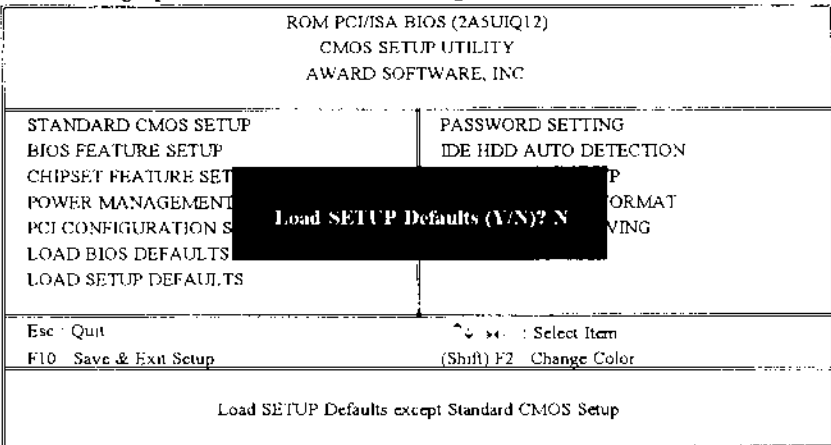 ROM PCI/ISA BIOS (2A5UIQ12)
CMOS SETUP UTILITY
AWARD SOFTWARE, INC
STANDARD CMOS SETUP
BIOS FEATURE SETUP
CHIPSET FEATURE SET
POWER MANAGEMENT
PCI CONFIGURATION S
LOAD BIOS DEFAULTS
LOAD SETUP DEFAULTS
PASSWORD SETTING
IDE HDD AUTO DETECTION
P
ORMAT
VING
Load SETUP Defaults (Y/N)? N
Esc : Quit
: Select Item
F10 Save & Exit Setup
(Shift) F2 Change Color
Load SETUP Defaults except Standard CMOS Setup